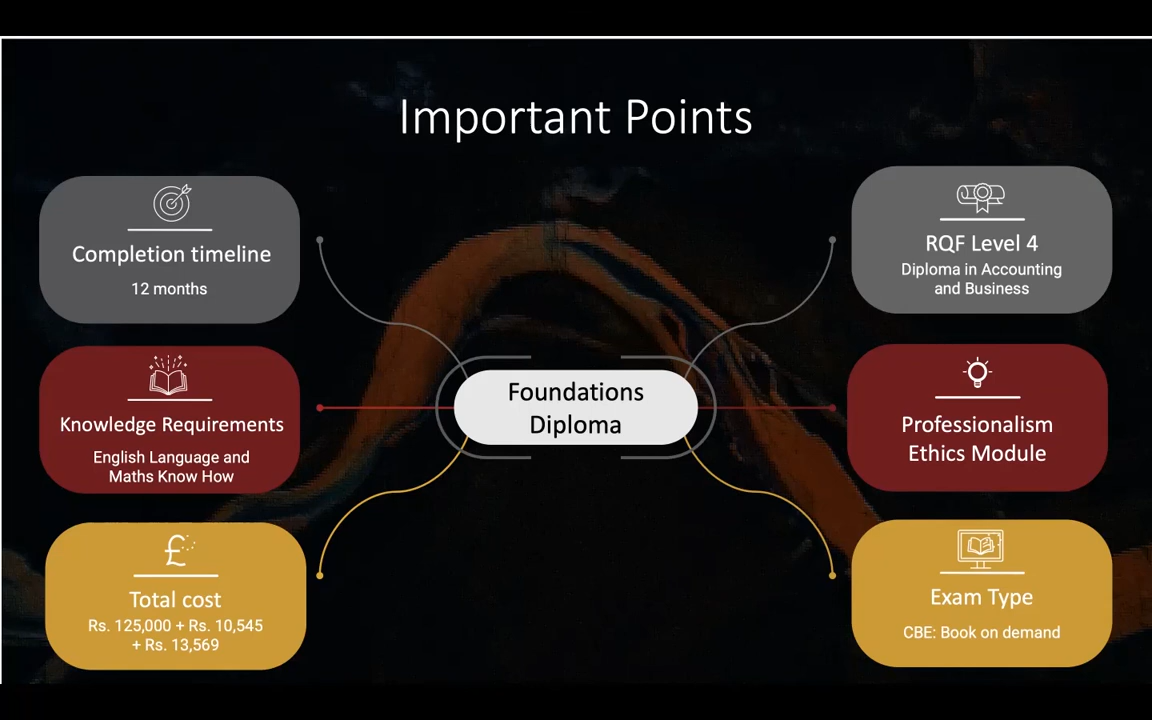 Important Points
Completion timeline
12 months
Knowledge Requirements
English Language and
Maths Know How
£
Total cost
Rs. 125,000 + Rs. 10,545
+ Rs. 13,569
Foundations
Diploma
RQF Level 4
Diploma in Accounting
and Business
Professionalism
Ethics Module
Exam Type
CBE: Book on demand